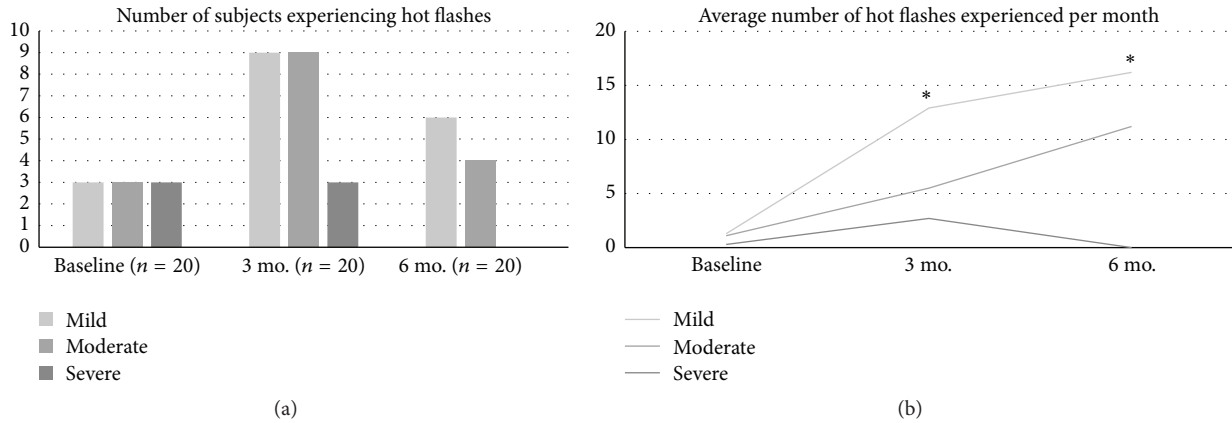 Number of subjects experiencing hot flashes
10
9
8
7
6
5
4
3
2
1
0
Baseline (n = 20)
3 mo. (n = 20)
6 mo. (n = 20)
Mild
Moderate
Severe
(a)
Average number of hot flashes experienced per month
20
15
10
5
0
*
*
Baseline
3 mo.
6 mo.
Mild
Moderate
Severe
(b)